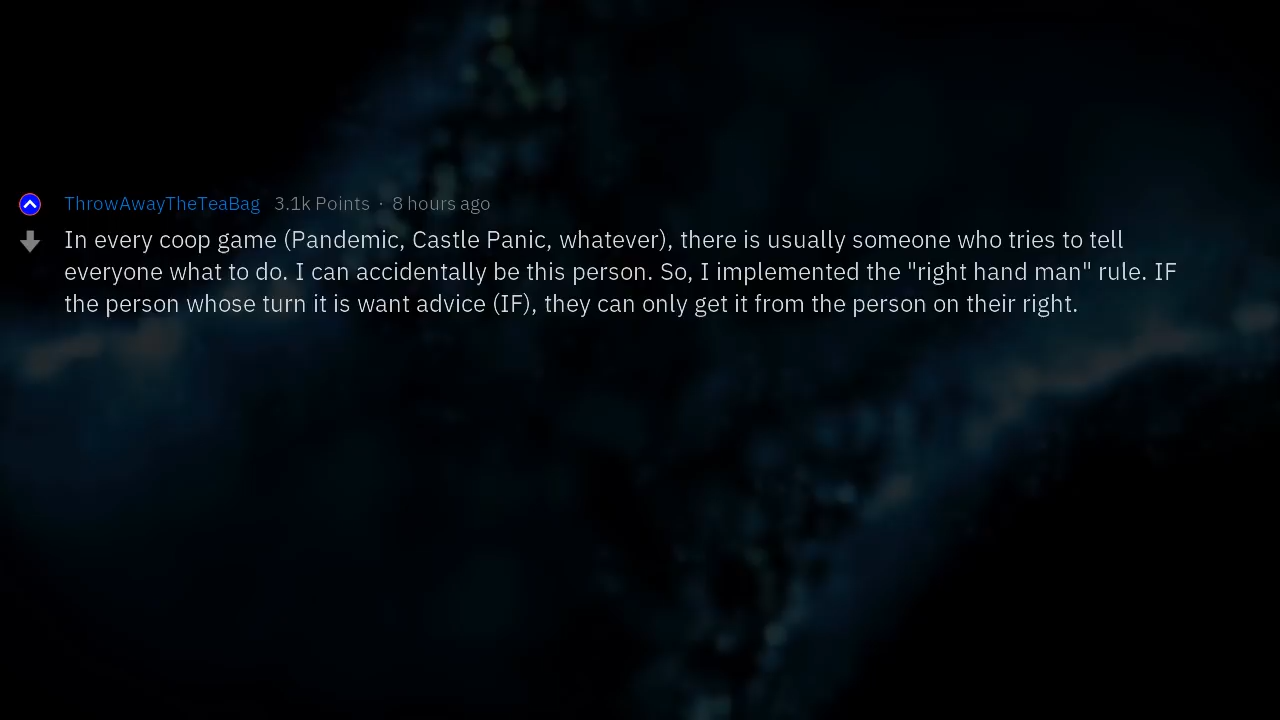 ThrowAwayTheTeaBag 3.1k Points · 8 hours ago
In every coop game (Pandemic, Castle Panic, whatever), there is usually someone who tries to tell
everyone what to do. I can accidentally be this person. So, I implemented the "right hand man" rule. IF
the person whose turn it is want advice (IF), they can only get it from the person on their right.